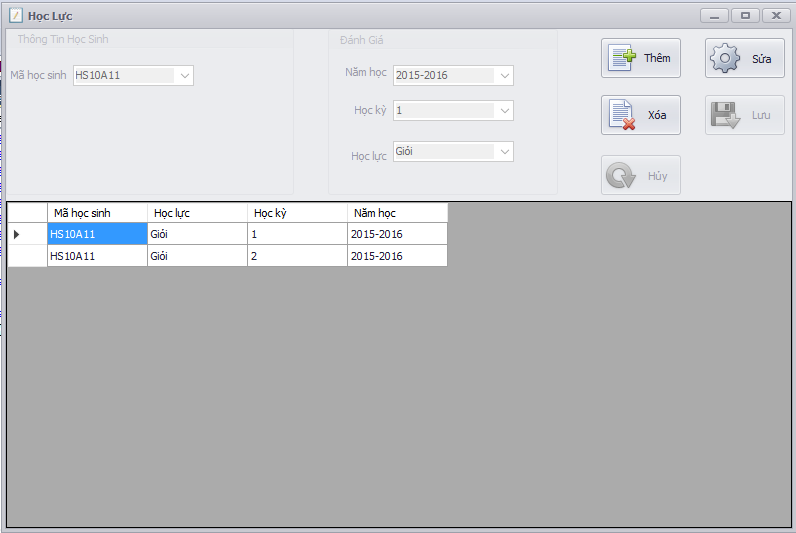 Học Lực
Thông Tin Học Sinh
Mã học sinh HS10A11
Đánh Giá
Năm học 2015-2016
Học kỳ 1
Học lực Giỏi
Thêm
Sửa
Xóa
Lưu
Hủy
Mã học sinh Học lực Học kỳ Năm học
HS10A11 Giỏi 1 2015-2016
HS10A11 Giỏi 2 2015-2016